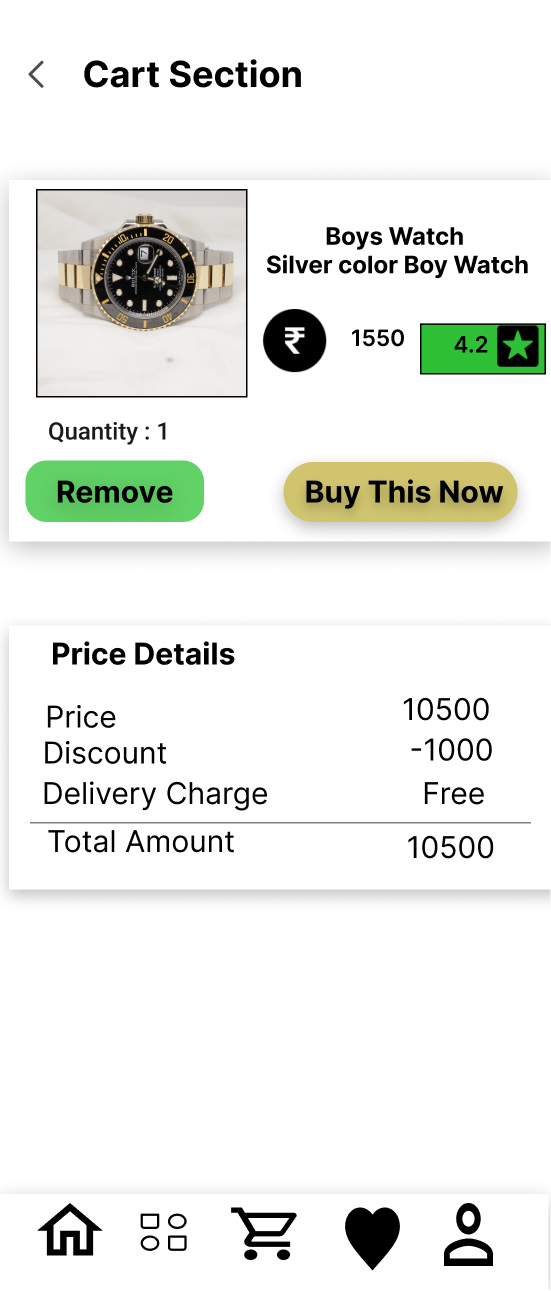 Cart Section
Boys Watch
Silver color Boy Watch
₹ 1550 4.2
Quantity : 1
Remove Buy This Now
Price Details
Price 10500
Discount -1000
Delivery Charge Free
Total Amount 10500